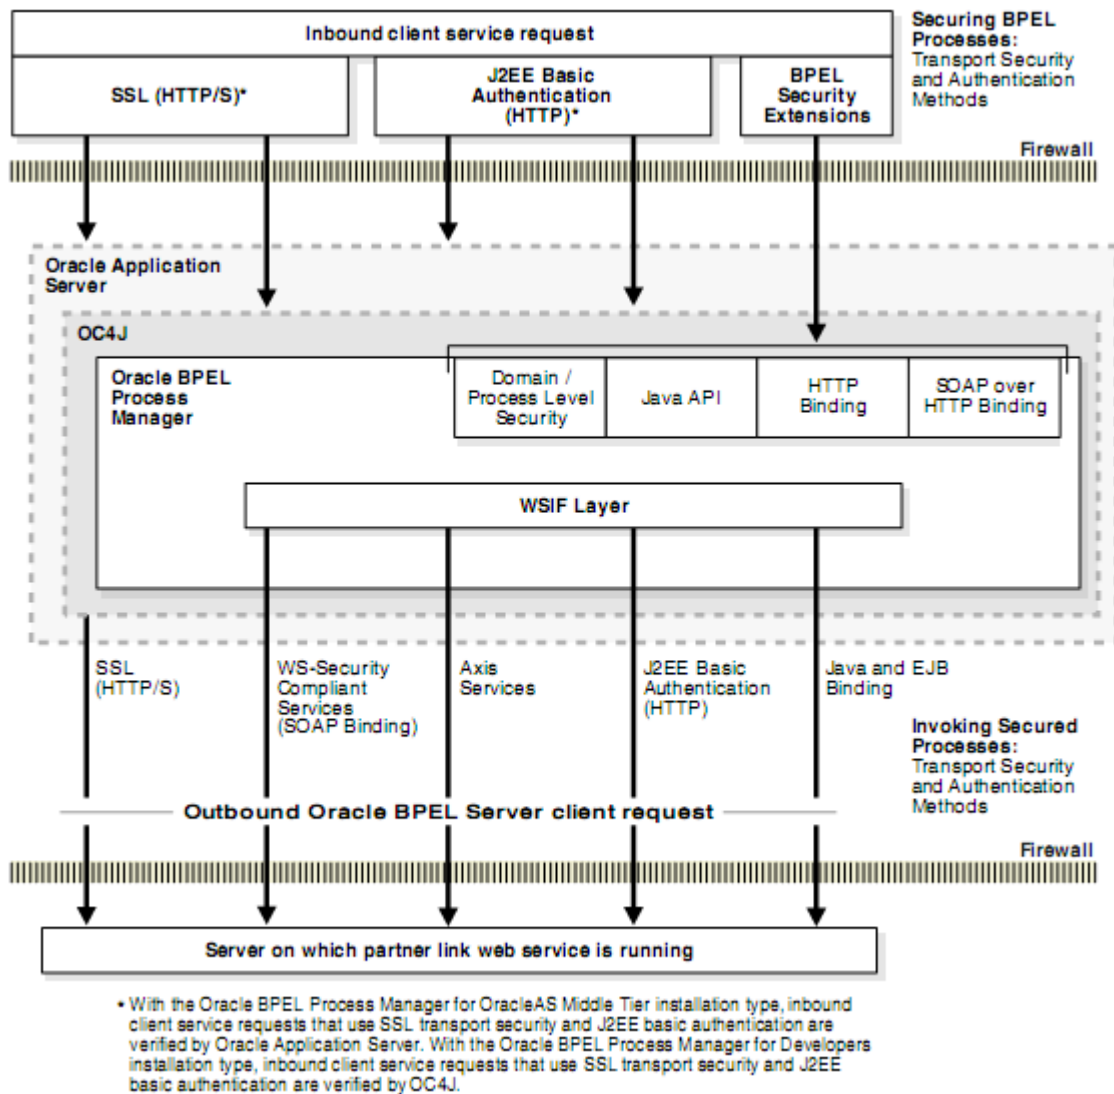 Inbound client service request
Securing BPEL
Processes:
Transport Security
and Authentication
Methods
SSL (HTTP/S)*
J2EE Basic
Authentication
(HTTP)*
BPEL
Security
Extensions
Firewall
Oracle Application
Server
OC4J
Oracle BPEL
Process
Manager
Domain /
Process Level
Security
Java API
HTTP
Binding
SOAP over
HTTP Binding
WSIF Layer
SSL
(HTTP/S)
WS-Security
Compliant
Services
(SOAP Binding)
Axis
Services
J2EE Basic
Authentication
(HTTP)
Java and EJB
Binding
Invoking Secured
Processes:
Transport Security
and Authentication
Methods
Outbound Oracle BPEL Server client request
Firewall
Server on which partner link web service is running
* With the Oracle BPEL Process Manager for OracleAS Middle Tier installation type, inbound
client service requests that use SSL transport security and J2EE basic authentication are
verified by Oracle Application Server. With the Oracle BPEL Process Manager for Developers
installation type, inbound client service requests that use SSL transport security and J2EE
basic authentication are verified by OC4J.